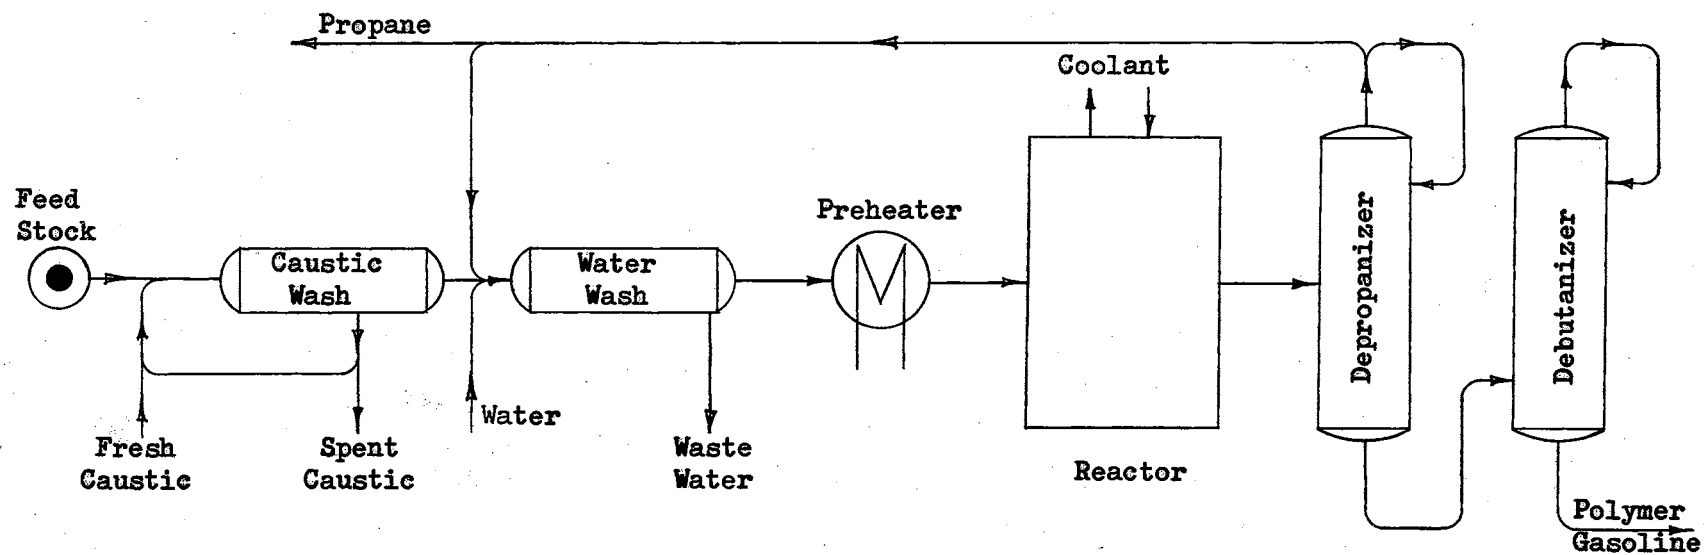 Propane
Coolant
Feed
Stock
Caustic
Wash
Water
Wash
Preheater
Depropanizer
Debutanizer
Fresh
Caustic
Spent
Caustic
Water
Waste
Water
Reactor
Polymer
Gasoline